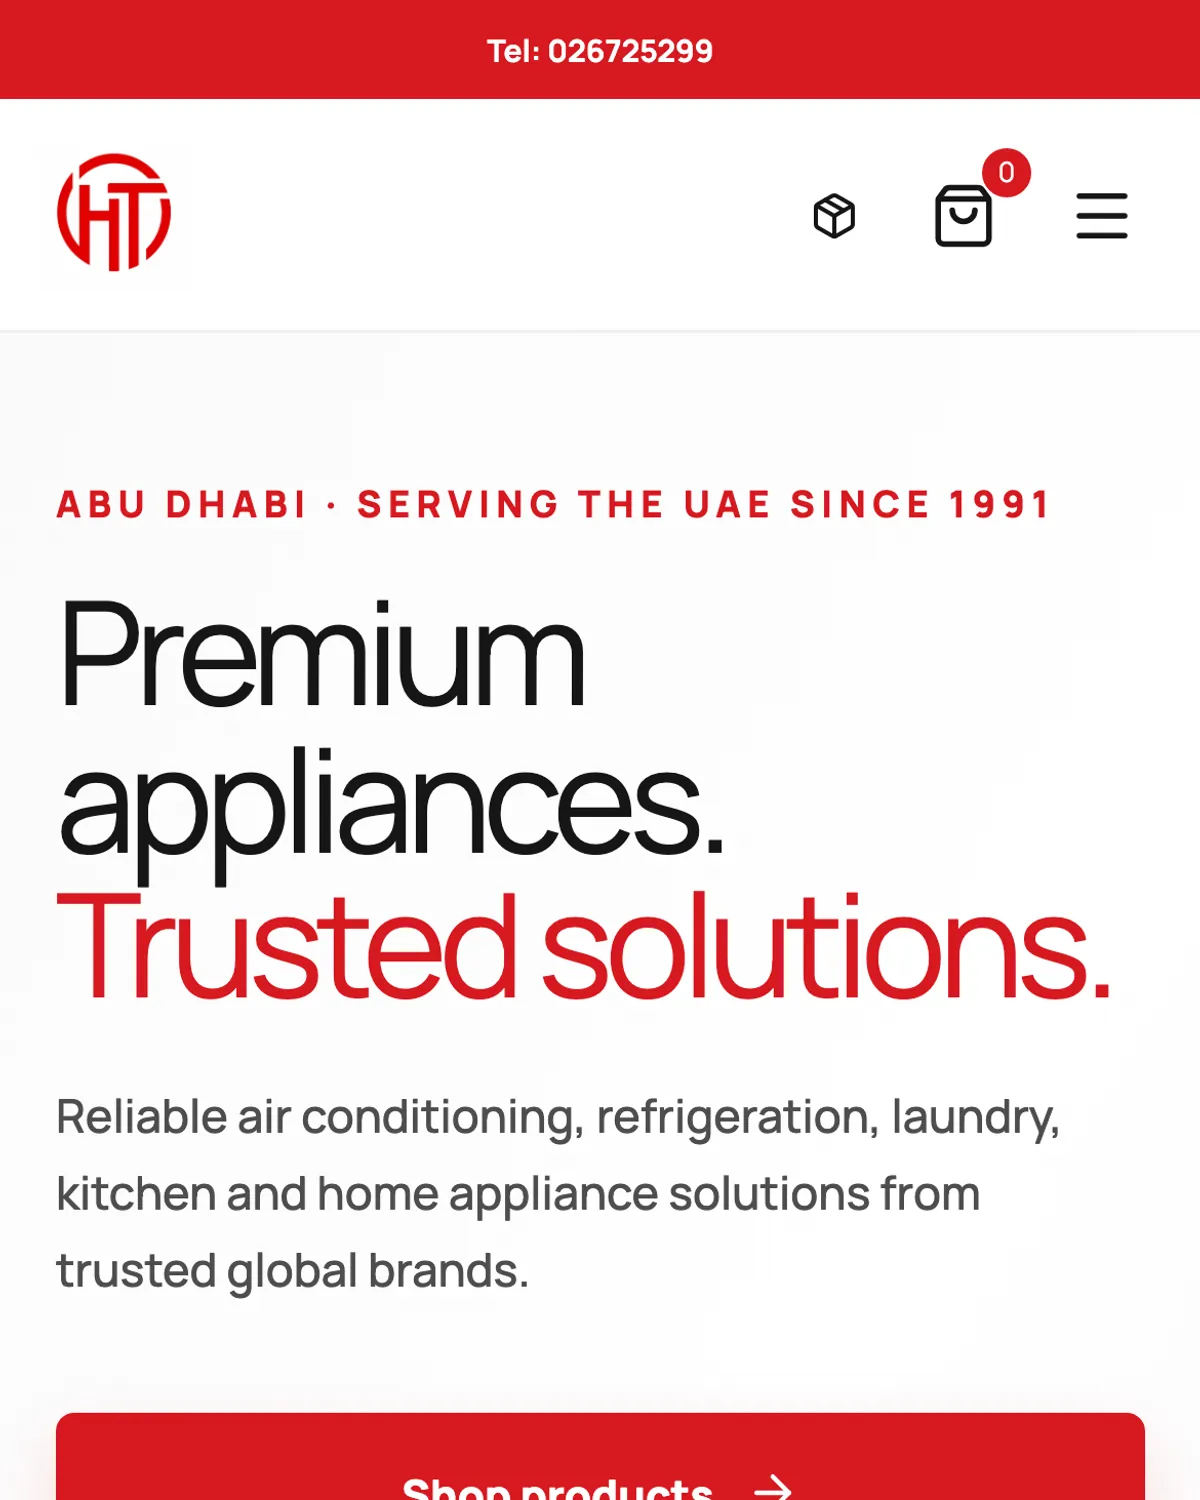 Tel: 026725299
HT
0
ABU DHABI · SERVING THE UAE SINCE 1991
Premium
appliances.
Trusted solutions.
Reliable air conditioning, refrigeration, laundry,
kitchen and home appliance solutions from
trusted global brands.
Shop products